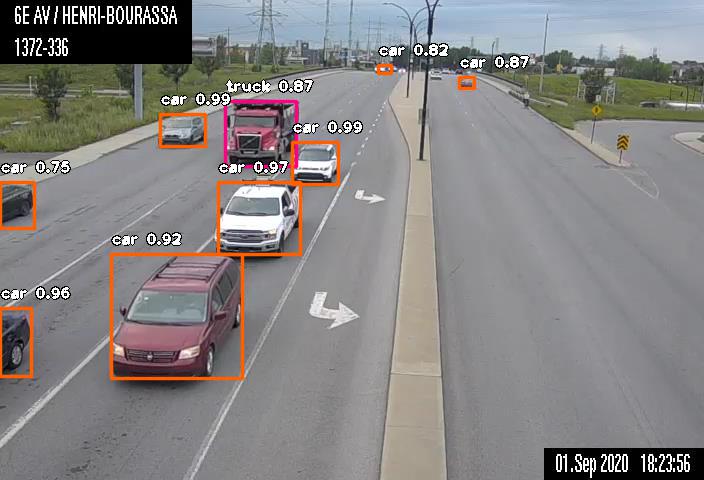 6E AV / HENRI-BOURASSA
1372-336
car 0.82
car 0.87
truck 0.87
car 0.99
car 0.99
car 0.97
car 0.75
car 0.92
car 0.96
01.Sep 2020 18:23:56